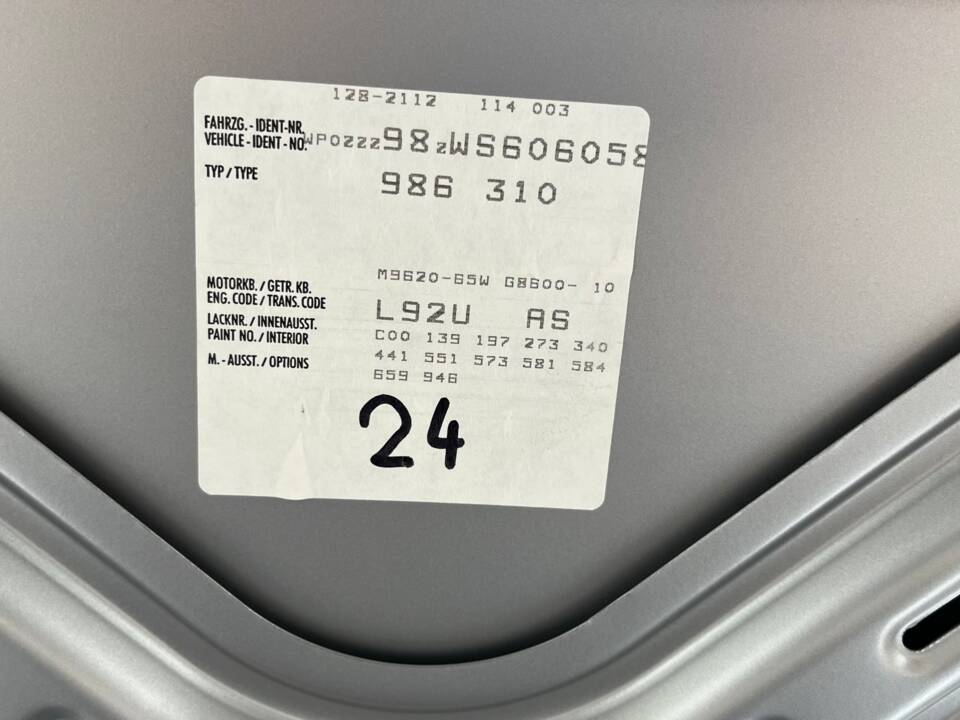 128-2112 114 003
FAHRZG.-IDENT-NR.
VEHICLE-IDENT-NO. WP0ZZZ98ZWS606058
TYP/TYPE 986 310
MOTORKB./GETR.KB. M9620-65W G8600- 10
ENG. CODE/TRANS. CODE
LACKNR./INNENAUSST. L92U AS
PAINT NO./INTERIOR C00 139 197 273 340
M.-AUSST./OPTIONS 441 551 573 581 584
659 946
24